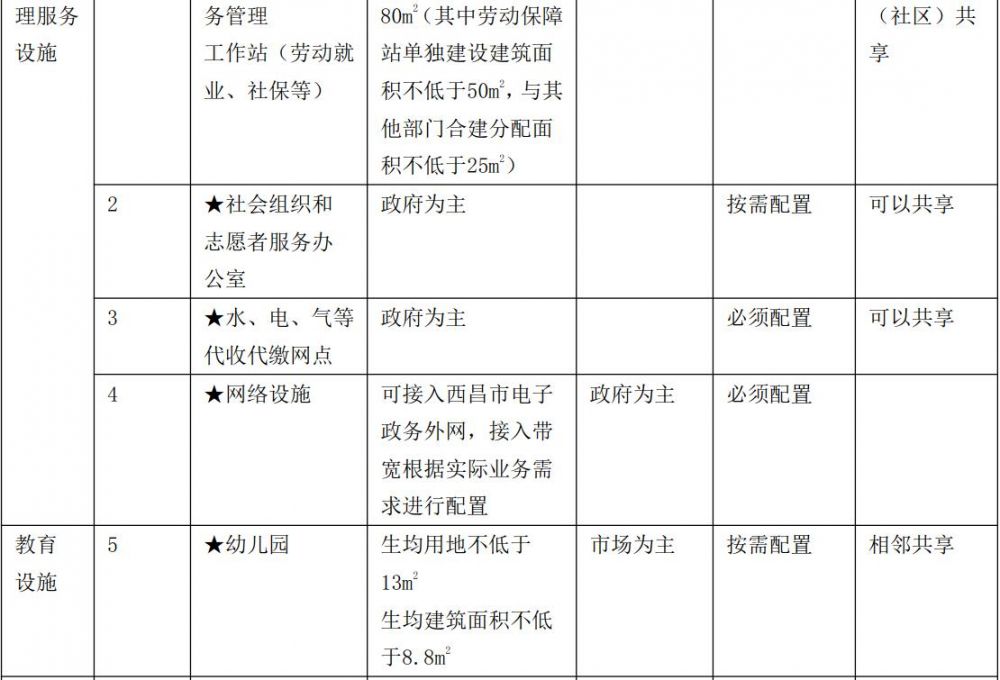 理服务
设施
务管理
工作站（劳动就
业、社保等）
80m²（其中劳动保障
站单独建设建筑面
积不低于50m²，与其
他部门合建分配面
积不低于25m²）
（社区）共
享
2
★社会组织和
志愿者服务办
公室
政府为主
按需配置
可以共享
3
★水、电、气等
代收代缴网点
政府为主
必须配置
可以共享
4
★网络设施
可接入西昌市电子
政务外网，接入带
宽根据实际业务需
求进行配置
政府为主
必须配置
教育
设施
5
★幼儿园
生均用地不低于
13m²
生均建筑面积不低
于8.8m²
市场为主
按需配置
相邻共享